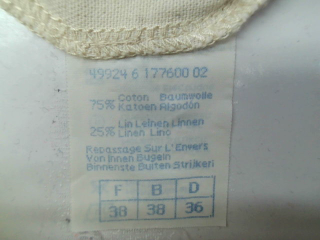 49924 6 177600 02
75% Coton Baumwolle
Katoen Algodón
25% Lin Leinen Linnen
Linen Lino
Repassage Sur L'Envers
Von Innen Bügeln
Binnenste Buiten Strijken
F B D
38 38 36